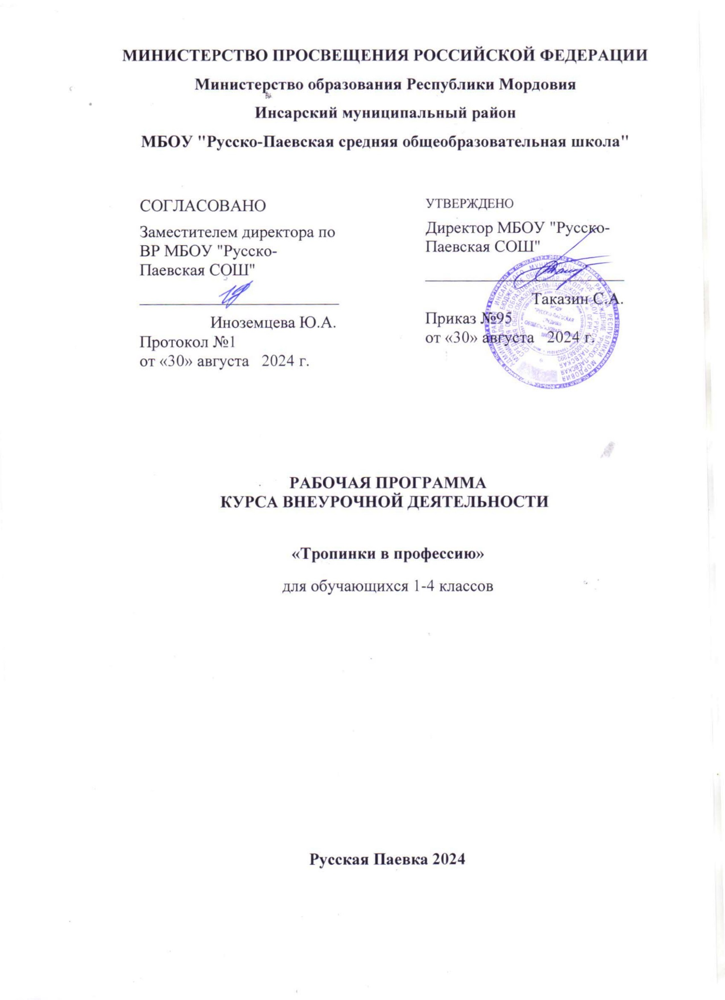 МИНИСТЕРСТВО ПРОСВЕЩЕНИЯ РОССИЙСКОЙ ФЕДЕРАЦИИ
Министерство образования Республики Мордовия
Инсарский муниципальный район
МБОУ "Русско-Паевская средняя общеобразовательная школа"
СОГЛАСОВАНО
Заместителем директора по
ВР МБОУ "Русско-
Паевская СОШ"
Иноземцева Ю.А.
Протокол №1
от «30» августа 2024 г.
УТВЕРЖДЕНО
Директор МБОУ "Русско-
Паевская СОШ"
Таказин С.А.
Приказ №95
от «30» августа 2024 г.
РАБОЧАЯ ПРОГРАММА
КУРСА ВНЕУРОЧНОЙ ДЕЯТЕЛЬНОСТИ
«Тропинки в профессию»
для обучающихся 1-4 классов
Русская Паевка 2024